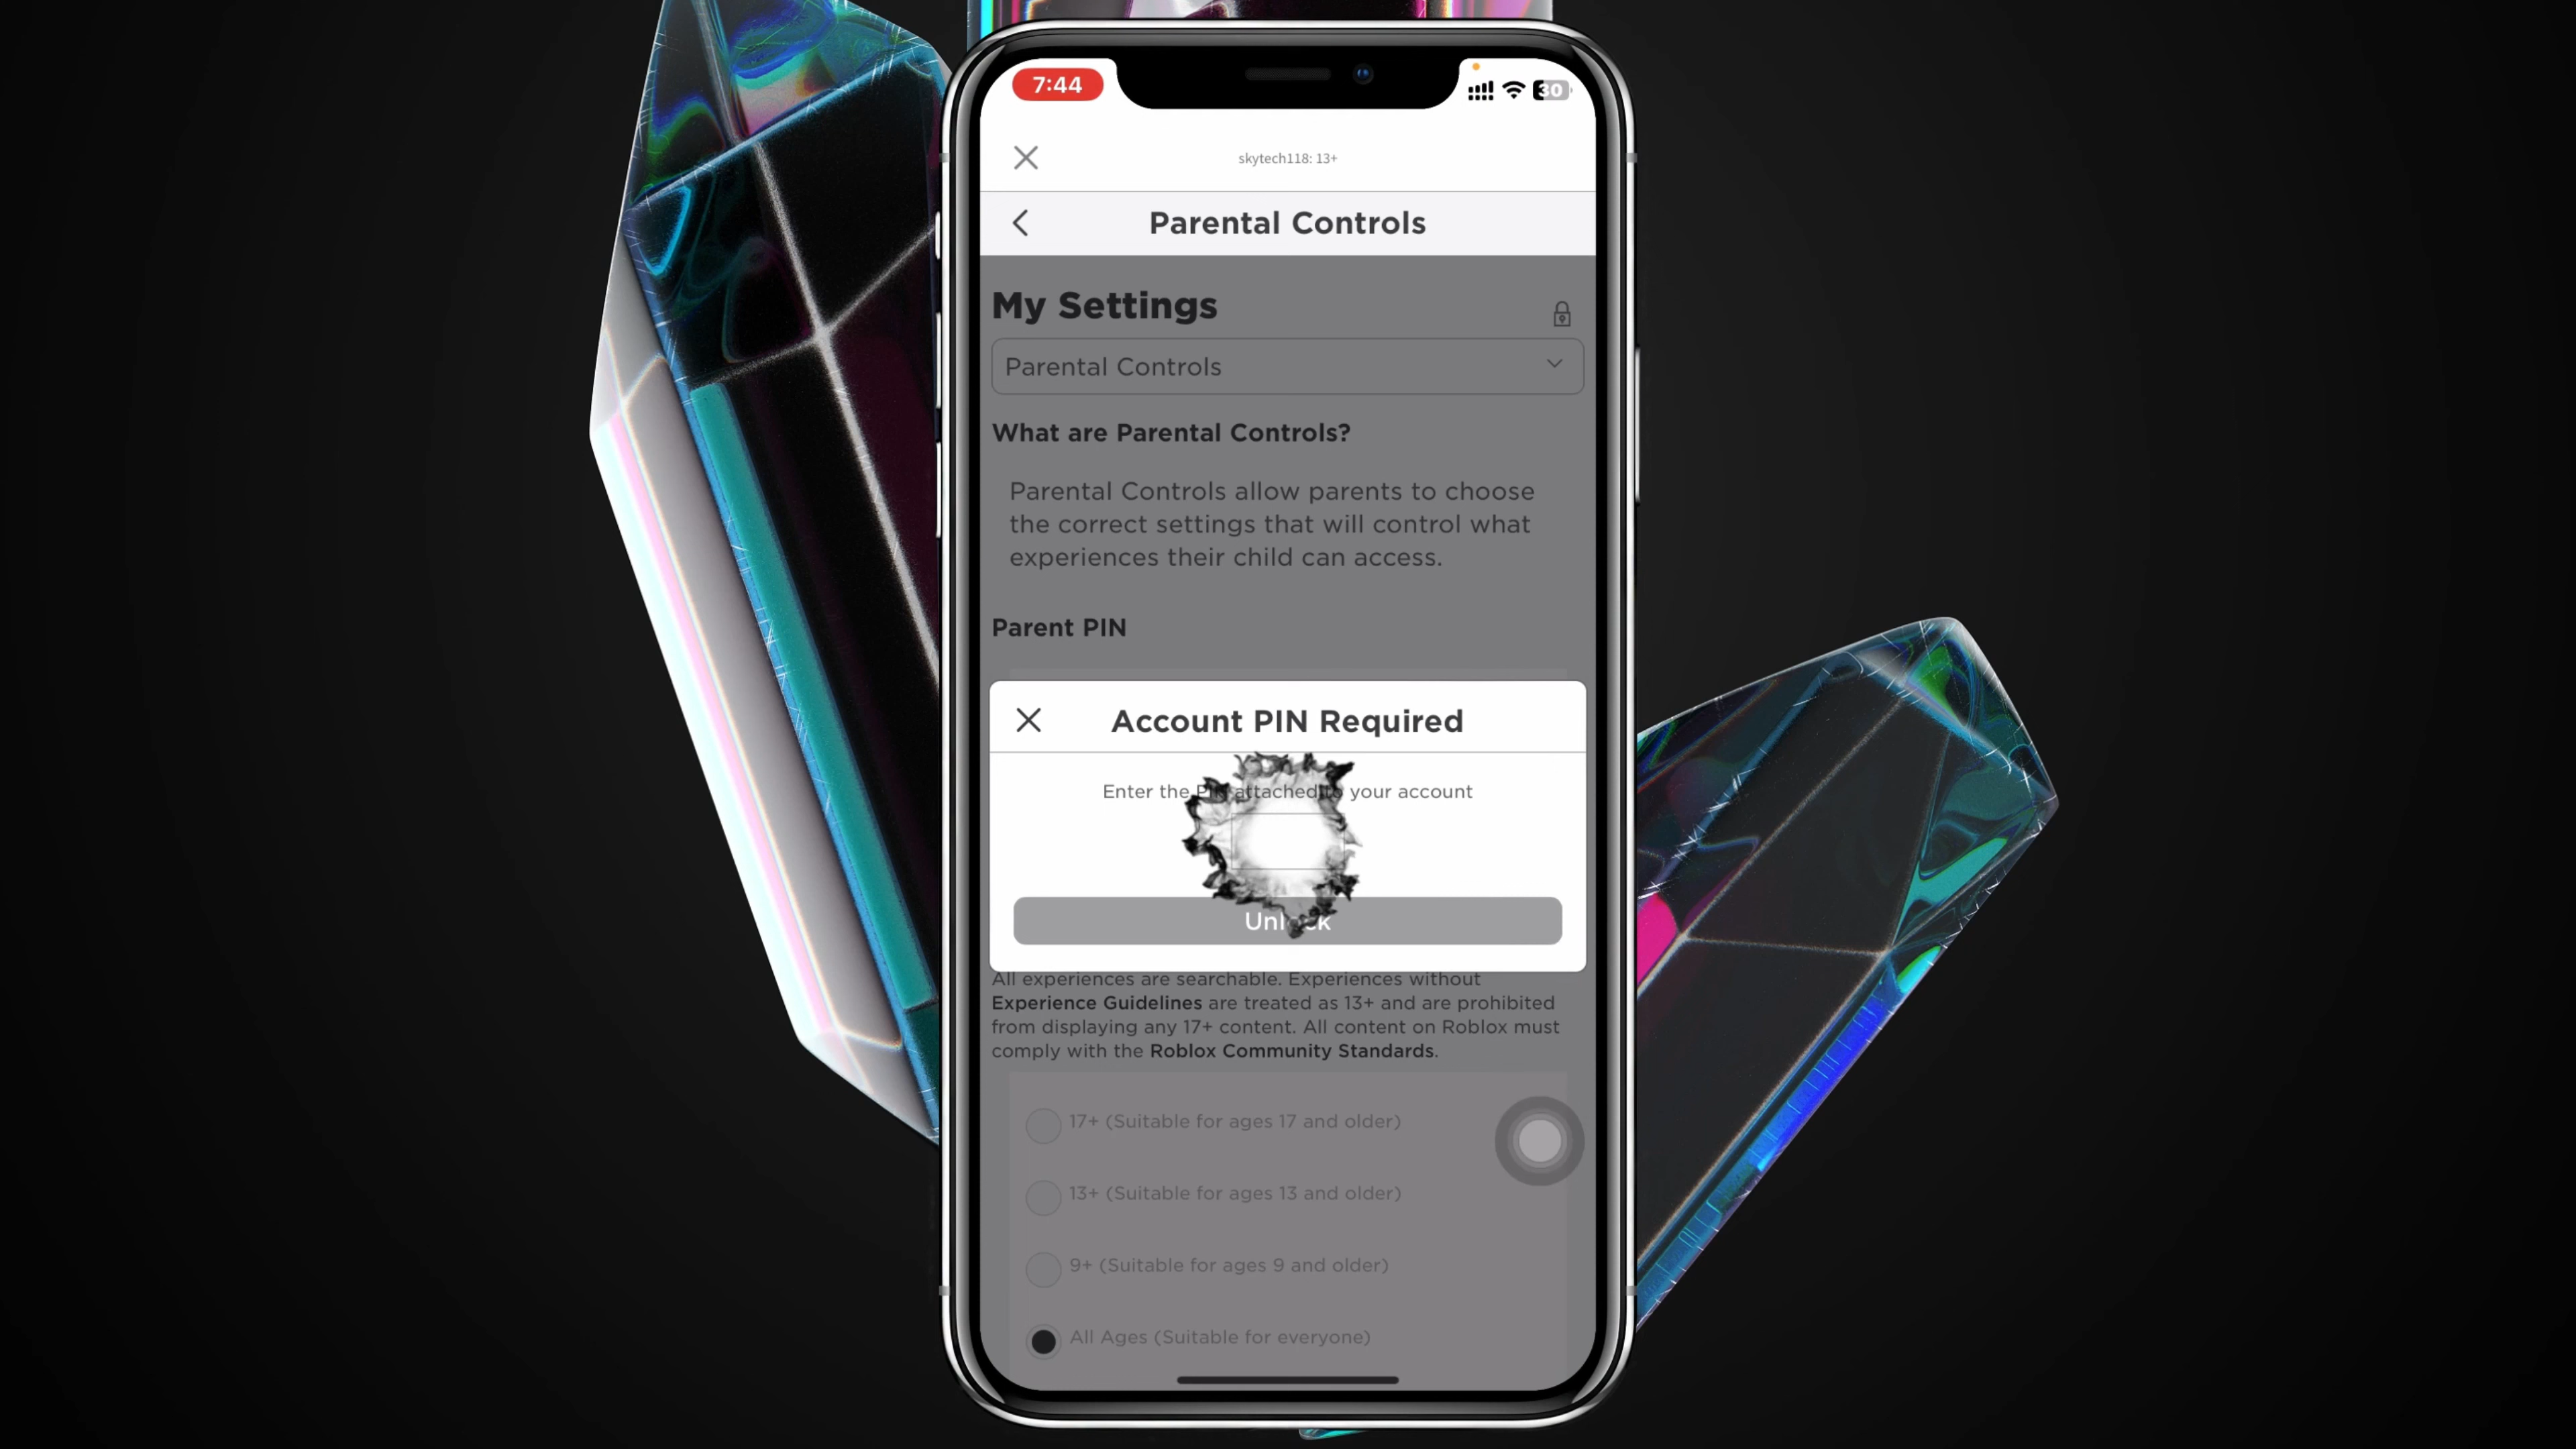 7:44
30
skytech118: 13+
Parental Controls
My Settings
Parental Controls
What are Parental Controls?
Parental Controls allow parents to choose
the correct settings that will control what
experiences their child can access.
Parent PIN
Account PIN Required
Enter the PIN attached to your account
Unlock
All experiences are searchable. Experiences without
Experience Guidelines are treated as 13+ and are prohibited
from displaying any 17+ content. All content on Roblox must
comply with the Roblox Community Standards.
17+ (Suitable for ages 17 and older)
13+ (Suitable for ages 13 and older)
9+ (Suitable for ages 9 and older)
All Ages (Suitable for everyone)